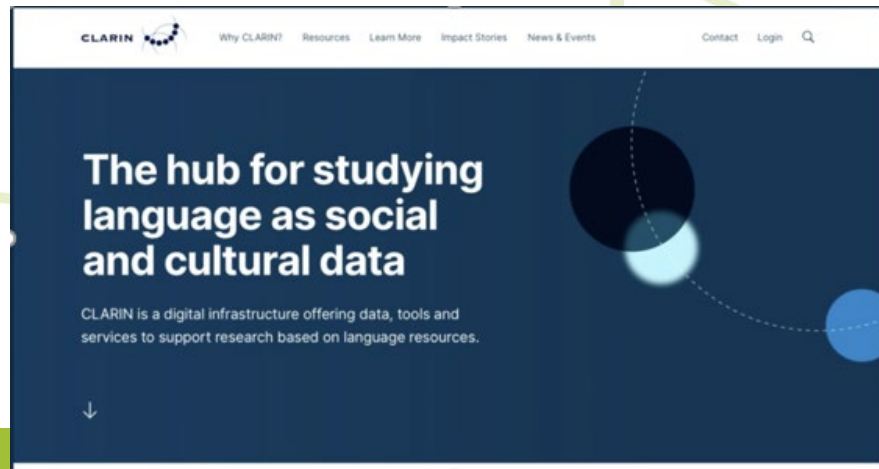 CLARIN Why CLARIN? Resources Learn More Impact Stories News & Events Contact Login
The hub for studying
language as social
and cultural data
CLARIN is a digital infrastructure offering data, tools and
services to support research based on language resources.